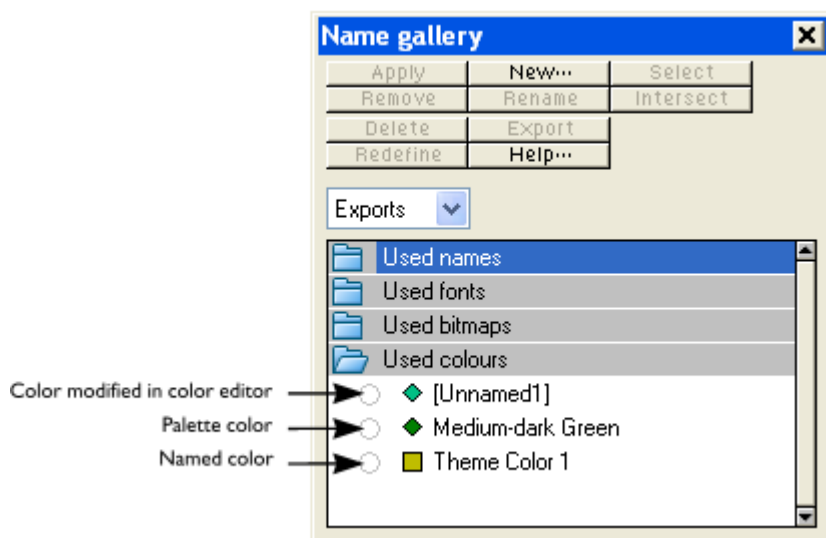 Name gallery
Apply New... Select
Remove Rename Intersect
Delete Export
Redefine Help...
Exports
Used names
Used fonts
Used bitmaps
Used colours
Color modified in color editor [Unnamed1]
Palette color Medium-dark Green
Named color Theme Color 1